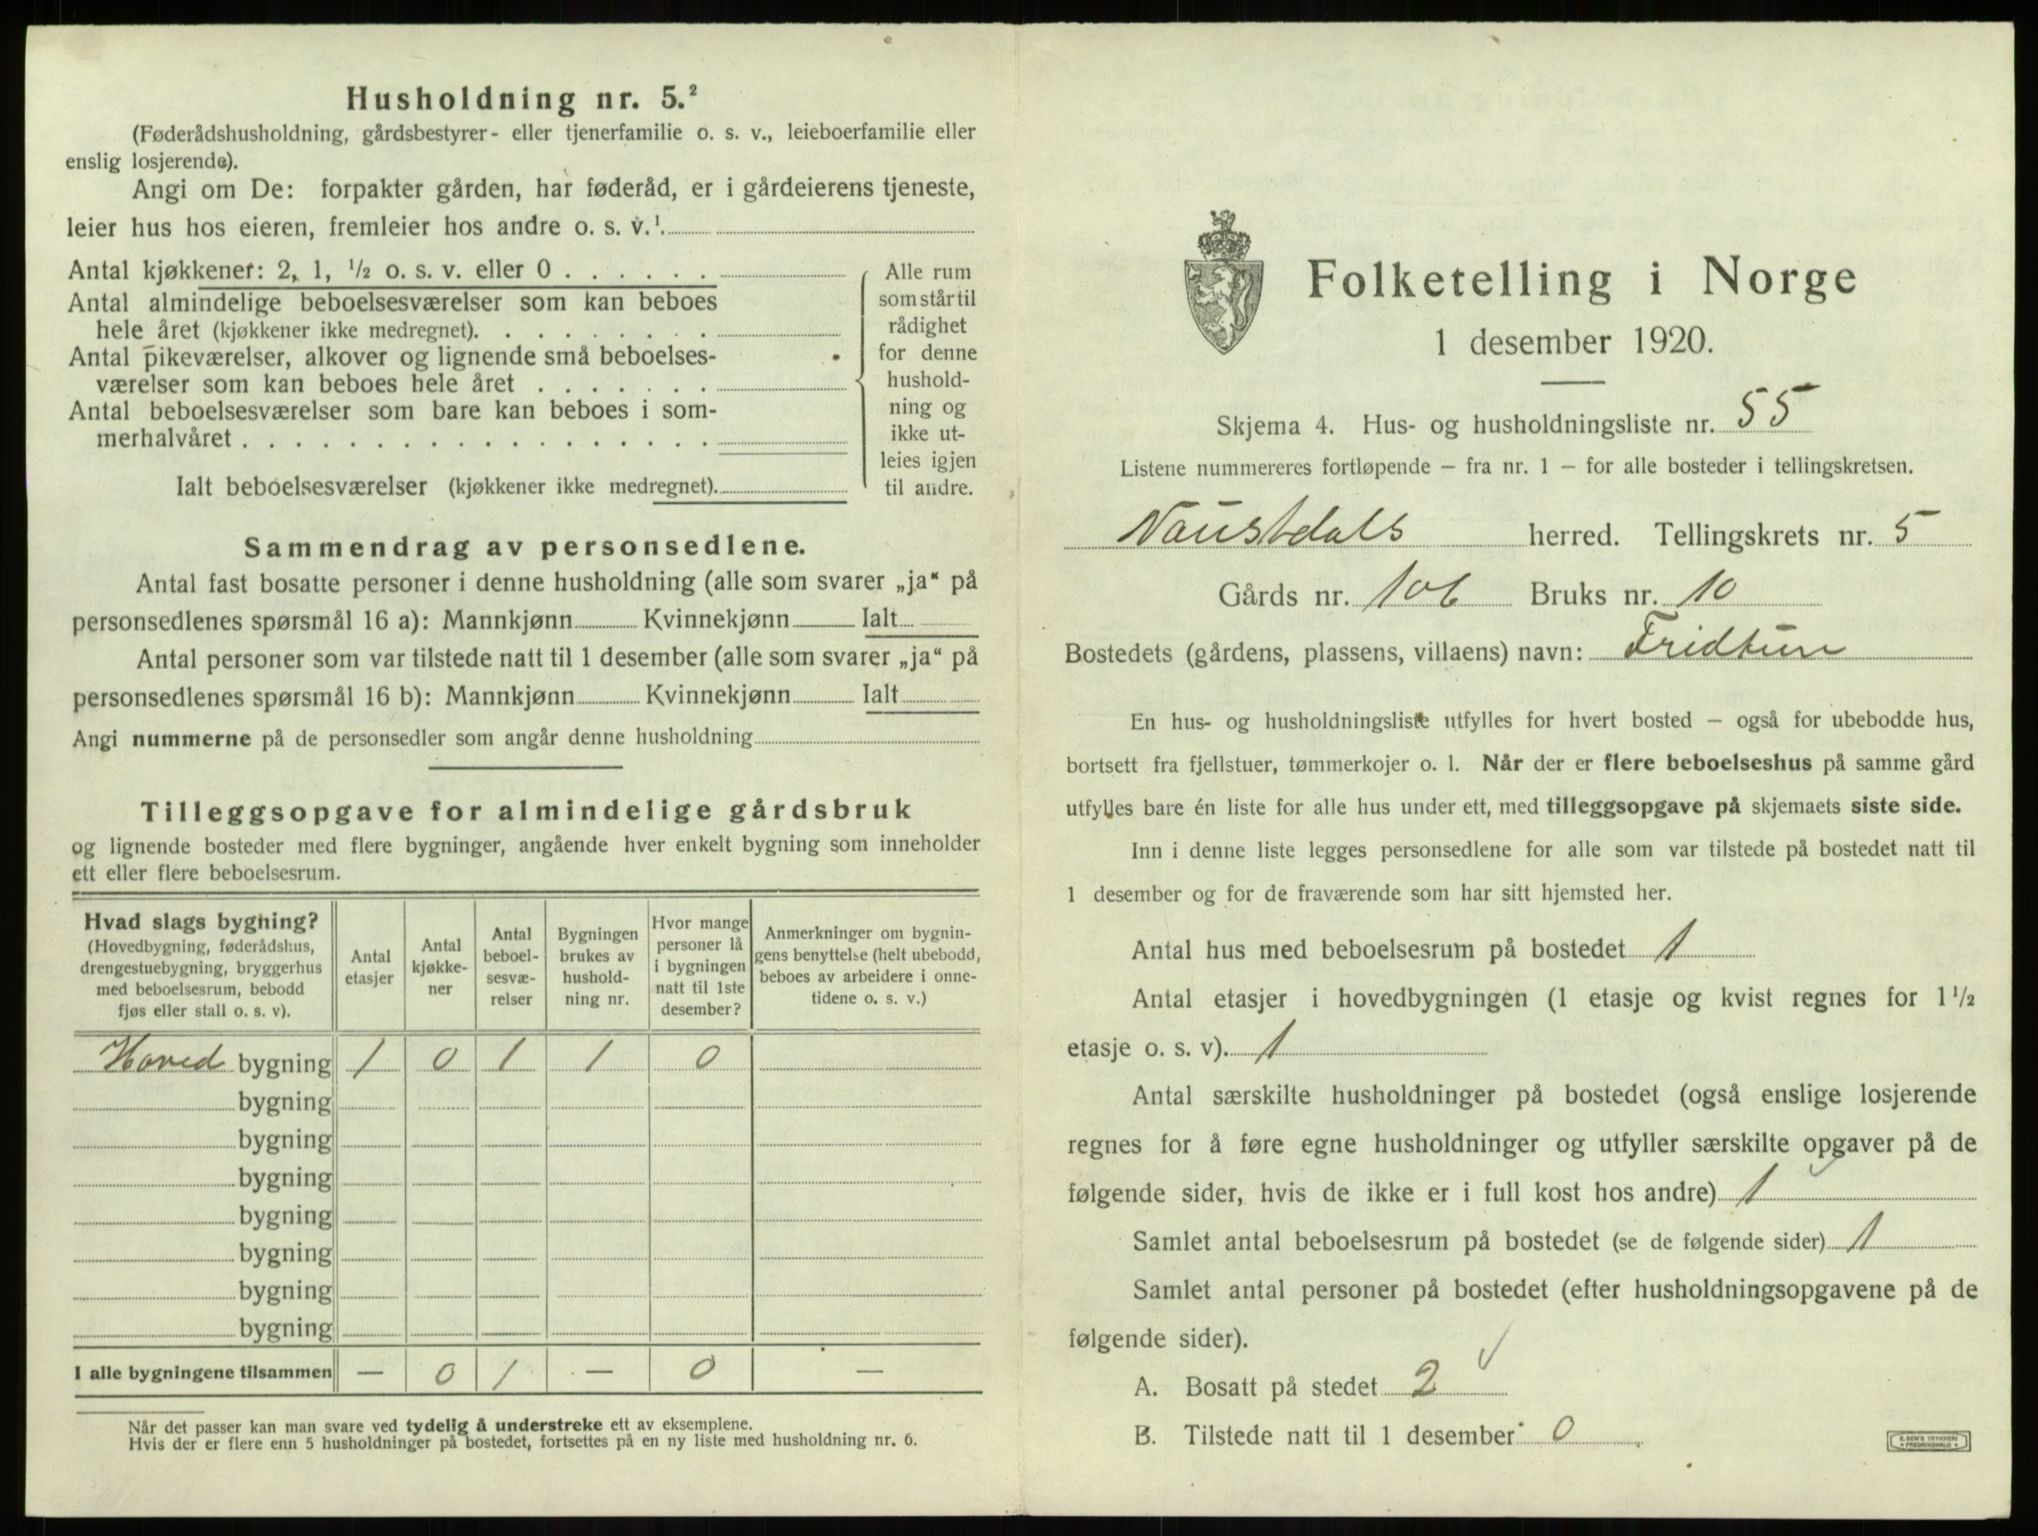 Husholdning nr. 5.²
(Føderådshusholdning, gårdsbestyrer- eller tjenerfamilie o. s. v., leieboerfamilie eller
enslig losjerende).
Angi om De: forpakter gården, har føderåd, er i gårdeierens tjeneste,
leier hus hos eieren, fremleier hos andre o. s. v.¹
Antal kjøkkener: 2, 1, ½ o. s. v. eller 0 . . . . . .
Antal almindelige beboelsesværelser som kan beboes
hele året (kjøkkener ikke medregnet). . . . . . . . .
Antal pikeværelser, alkover og lignende små beboelses-
værelser som kan beboes hele året . . . . . . .
Antal beboelsesværelser som bare kan beboes i som-
merhalvåret . . . . . . . . . . . . . . . . . .
Ialt beboelsesværelser (kjøkkener ikke medregnet).
Alle rum
som står til
rådighet
for denne
hushold-
ning og
ikke ut-
leies igjen
til andre.
Sammendrag av personsedlene.
Antal fast bosatte personer i denne husholdning (alle som svarer „ja“ på
personsedlenes spørsmål 16 a): Mannkjønn Kvinnekjønn Ialt
Antal personer som var tilstede natt til 1 desember (alle som svarer „ja“ på
personsedlenes spørsmål 16 b): Mannkjønn Kvinnekjønn Ialt
Angi nummerne på de personsedler som angår denne husholdning
Tilleggsopgave for almindelige gårdsbruk
og lignende bosteder med flere bygninger, angående hver enkelt bygning som inneholder
ett eller flere beboelsesrum.
Hvad slags bygning?
(Hovedbygning, føderådshus,
drengestuebygning, bryggerhus
med beboelsesrum, bebodd
fjøs eller stall o. s. v).
Antal
etasjer
Antal
kjøkke-
ner
Antal
beboel-
sesvæ-
relser
Bygningen
brukes av
hushold-
ning nr.
Hvor mange
personer lå
i bygningen
natt til 1ste
desember?
Anmerkninger om bygnin-
gens benyttelse (helt ubebodd,
beboes av arbeidere i onne-
tidene o. s. v.)
Hoved bygning 1 0 1 1 0
bygning
bygning
bygning
bygning
bygning
bygning
bygning
I alle bygningene tilsammen — 0 1 — 0 —
Når det passer kan man svare ved tydelig å understreke ett av eksemplene.
Hvis der er flere enn 5 husholdninger på bostedet, fortsettes på en ny liste med husholdning nr. 6.
Folketelling i Norge
1 desember 1920.
Skjema 4. Hus- og husholdningsliste nr. 55
Listene nummereres fortløpende – fra nr. 1 – for alle bosteder i tellingskretsen.
Naustdals herred. Tellingskrets nr. 5
Gårds nr. 106 Bruks nr. 10
Bostedets (gårdens, plassens, villaens) navn: Fridtun
En hus- og husholdningsliste utfylles for hvert bosted – også for ubebodde hus,
bortsett fra fjellstuer, tømmerkojer o. l. Når der er flere beboelseshus på samme gård
utfylles bare én liste for alle hus under ett, med tilleggsopgave på skjemaets siste side.
Inn i denne liste legges personsedlene for alle som var tilstede på bostedet natt til
1 desember og for de fraværende som har sitt hjemsted her.
Antal hus med beboelsesrum på bostedet 1
Antal etasjer i hovedbygningen (1 etasje og kvist regnes for 1½
etasje o. s. v). 1
Antal særskilte husholdninger på bostedet (også enslige losjerende
regnes for å føre egne husholdninger og utfyller særskilte opgaver på de
følgende sider, hvis de ikke er i full kost hos andre) 1
Samlet antal beboelsesrum på bostedet (se de følgende sider) 1
Samlet antal personer på bostedet (efter husholdningsopgavene på de
følgende sider).
A. Bosatt på stedet 2
B. Tilstede natt til 1 desember 0
E. SEM'S TRYKKERI
FREDRIKSHALD